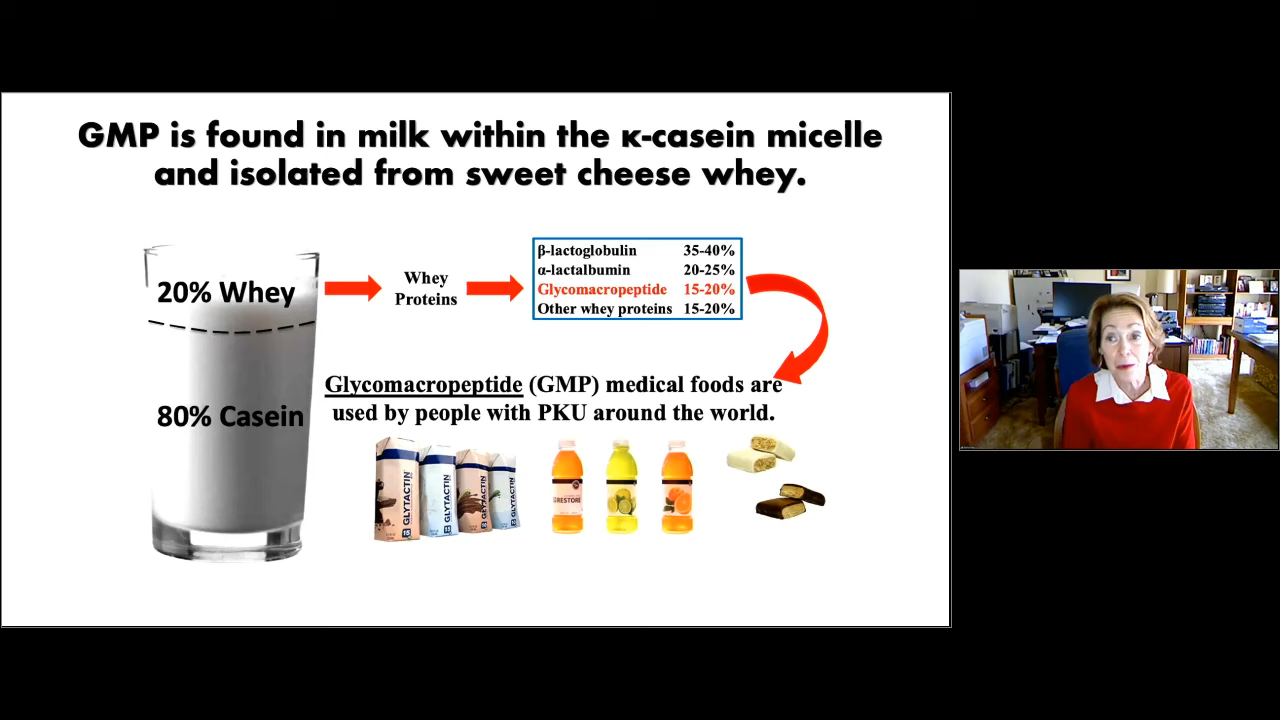 GMP is found in milk within the κ-casein micelle
and isolated from sweet cheese whey.
20% Whey
80% Casein
Whey
Proteins
β-lactoglobulin 35-40%
α-lactalbumin 20-25%
Glycomacropeptide 15-20%
Other whey proteins 15-20%
Glycomacropeptide (GMP) medical foods are
used by people with PKU around the world.
GLYTACTIN
GLYTACTIN
GLYTACTIN
GLYTACTIN
RESTORE